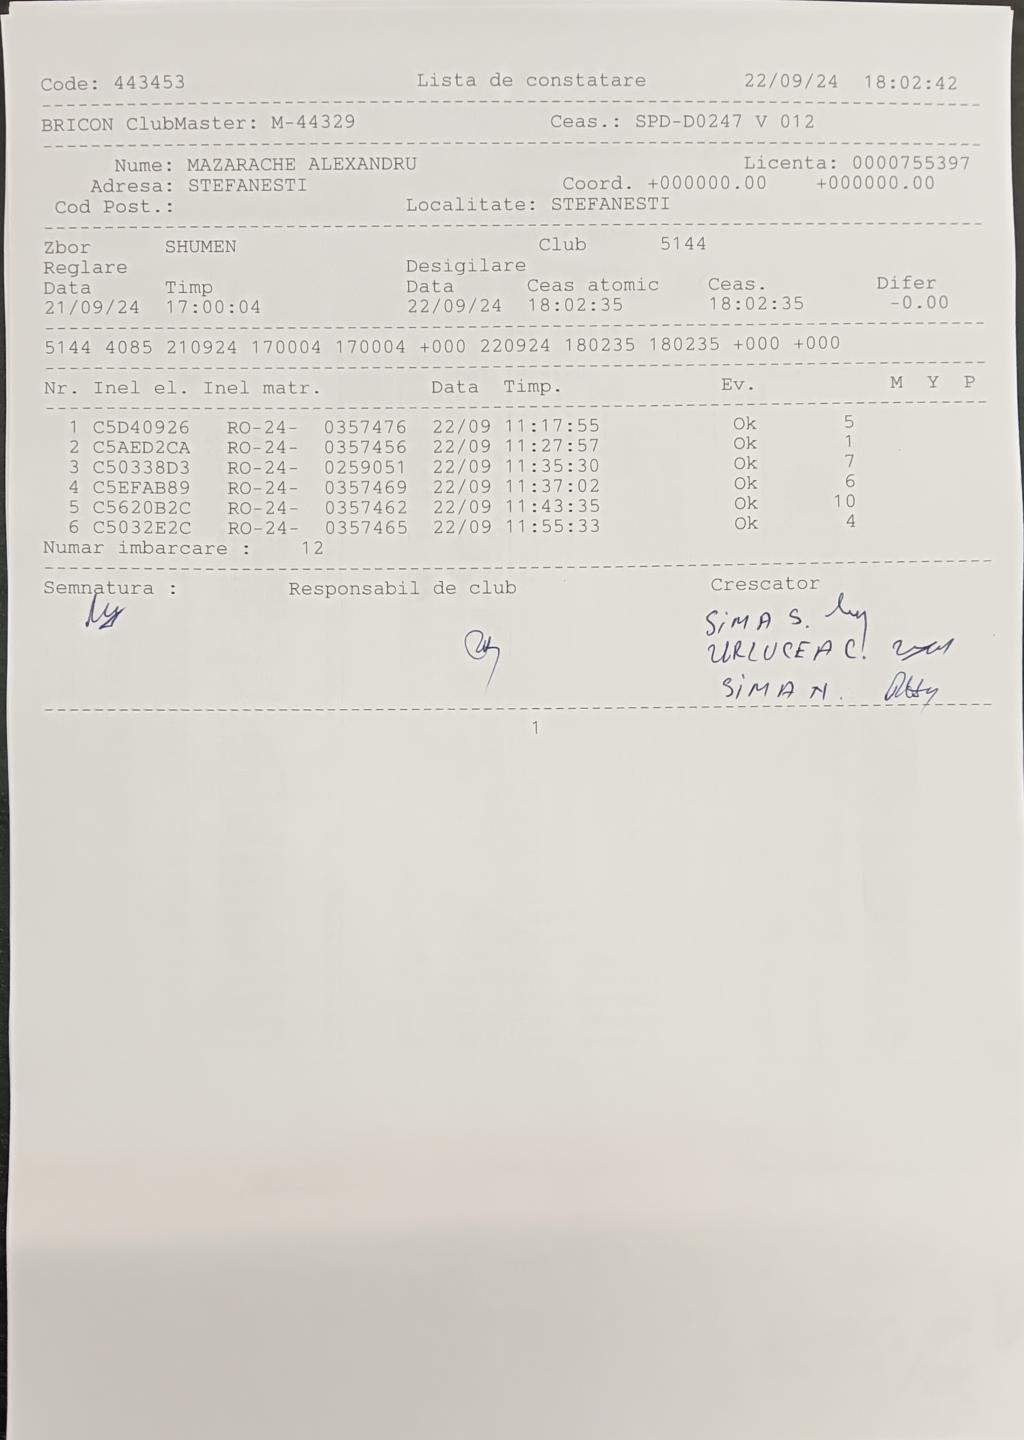 Code: 443453 Lista de constatare 22/09/24 18:02:42
BRICON ClubMaster: M-44329 Ceas.: SPD-D0247 V 012
Nume: MAZARACHE ALEXANDRU Licenta: 0000755397
Adresa: STEFANESTI Coord. +000000.00 +000000.00
Cod Post.: Localitate: STEFANESTI
Zbor SHUMEN Club 5144
Reglare Desigilare
Data Timp Data Ceas atomic Ceas. Difer
21/09/24 17:00:04 22/09/24 18:02:35 18:02:35 -0.00
5144 4085 210924 170004 170004 +000 220924 180235 180235 +000 +000
Nr. Inel el. Inel matr. Data Timp. Ev. M Y P
1 C5D40926 RO-24- 0357476 22/09 11:17:55 Ok 5
2 C5AED2CA RO-24- 0357456 22/09 11:27:57 Ok 1
3 C50338D3 RO-24- 0259051 22/09 11:35:30 Ok 7
4 C5EFAB89 RO-24- 0357469 22/09 11:37:02 Ok 6
5 C5620B2C RO-24- 0357462 22/09 11:43:35 Ok 10
6 C5032E2C RO-24- 0357465 22/09 11:55:33 Ok 4
Numar imbarcare : 12
Semnatura : Responsabil de club Crescator
SIMA S.
URLUCEA C.
SIMA N.
1